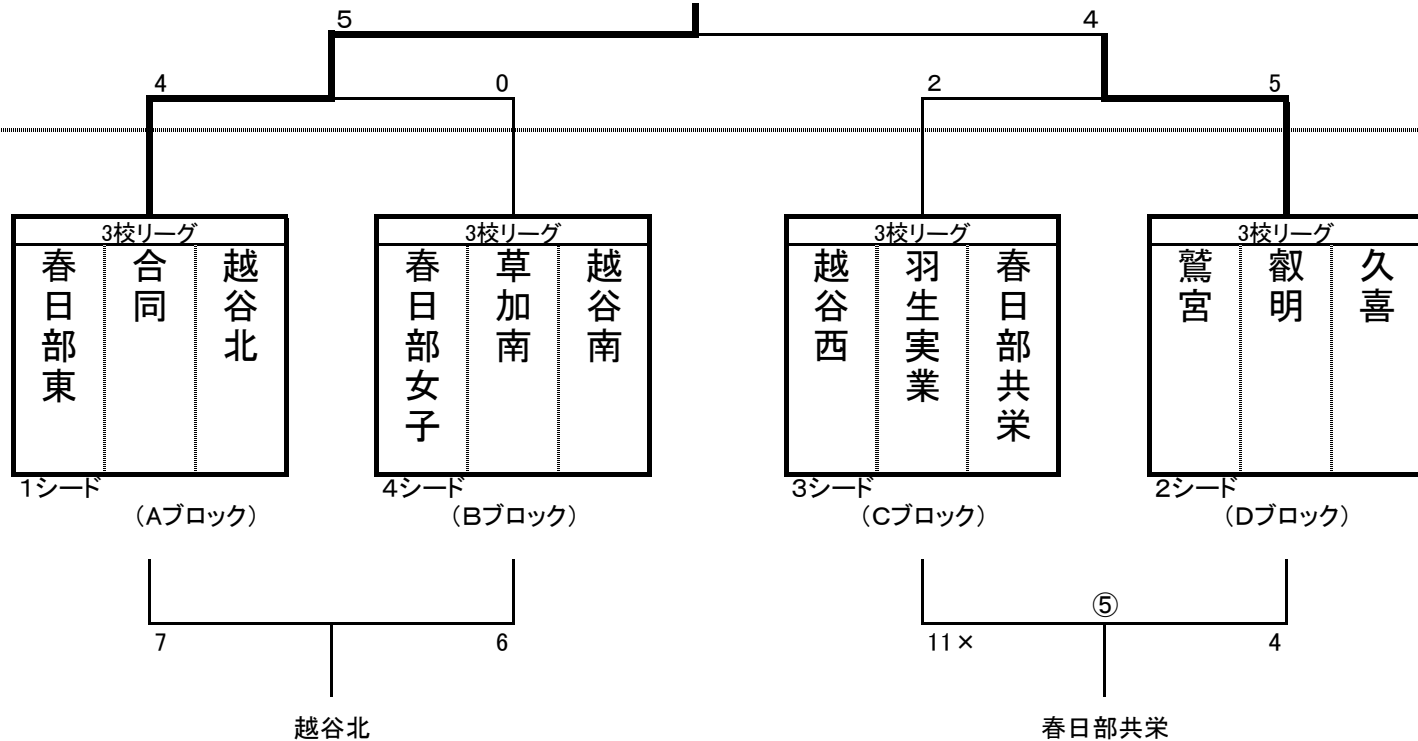 5 4
4 0 2 5
3校リーグ 3校リーグ 3校リーグ 3校リーグ
春日部東 合同 越谷北 春日部女子 草加南 越谷南 越谷西 羽生実業 春日部共栄 鷲宮 叡明 久喜
1シード 4シード 3シード 2シード
（Aブロック） （Bブロック） （Cブロック） （Dブロック）
⑤
7 6 11× 4
越谷北 春日部共栄